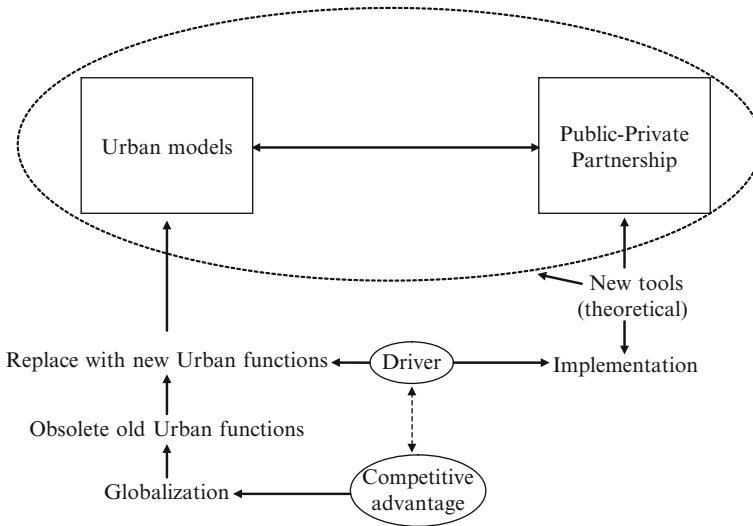 Urban models
Public-Private
Partnership
New tools
(theoretical)
Replace with new Urban functions
Driver
Implementation
Obsolete old Urban functions
Globalization
Competitive
advantage